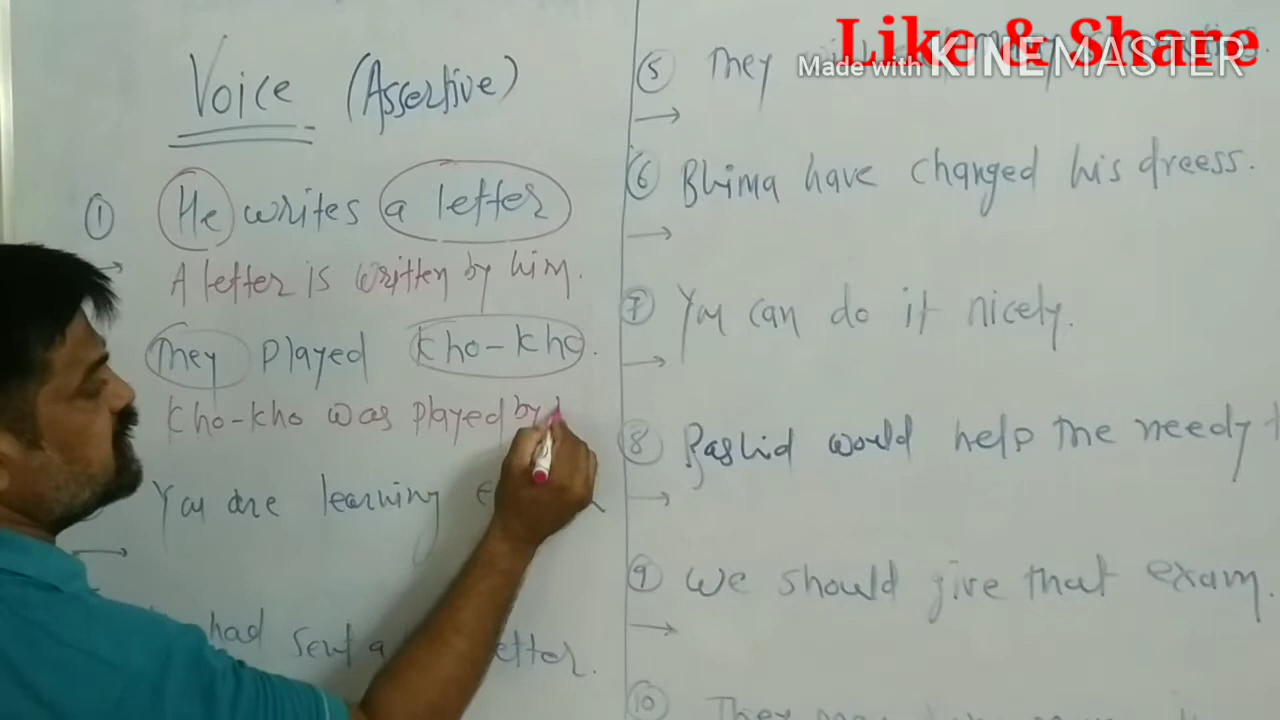 Voice (Assertive)
① He writes a letter
→ A letter is written by him.
They played Kho-Kho.
Kho-Kho was played by
You are learning
→
had sent a letter.
Like & Share
Made with KINEMASTER
⑤ They
→
⑥ Bhima have changed his dreess.
→
⑦ You can do it nicely.
→
⑧ Rashid would help the needy
→
⑨ We should give that exam.
→
⑩ They